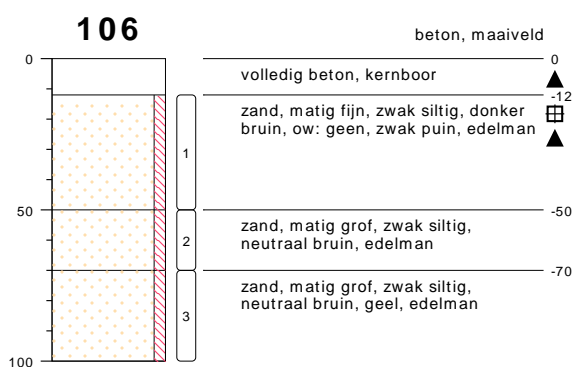 106
beton, maaiveld
0
0
volledig beton, kernboor
-12
zand, matig fijn, zwak siltig, donker
bruin, ow: geen, zwak puin, edelman
1
50
-50
zand, matig grof, zwak siltig,
neutraal bruin, edelman
2
-70
zand, matig grof, zwak siltig,
neutraal bruin, geel, edelman
3
100